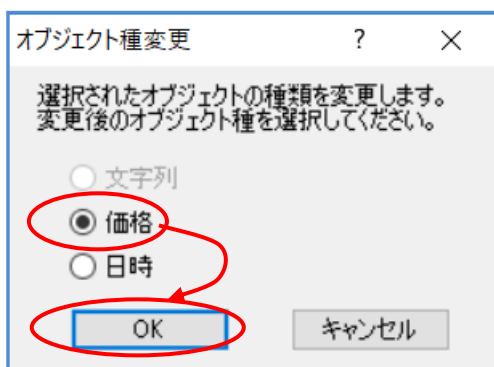 オブジェクト種変更 ?
選択されたオブジェクトの種類を変更します。
変更後のオブジェクト種を選択してください。
文字列
価格
日時
OK キャンセル